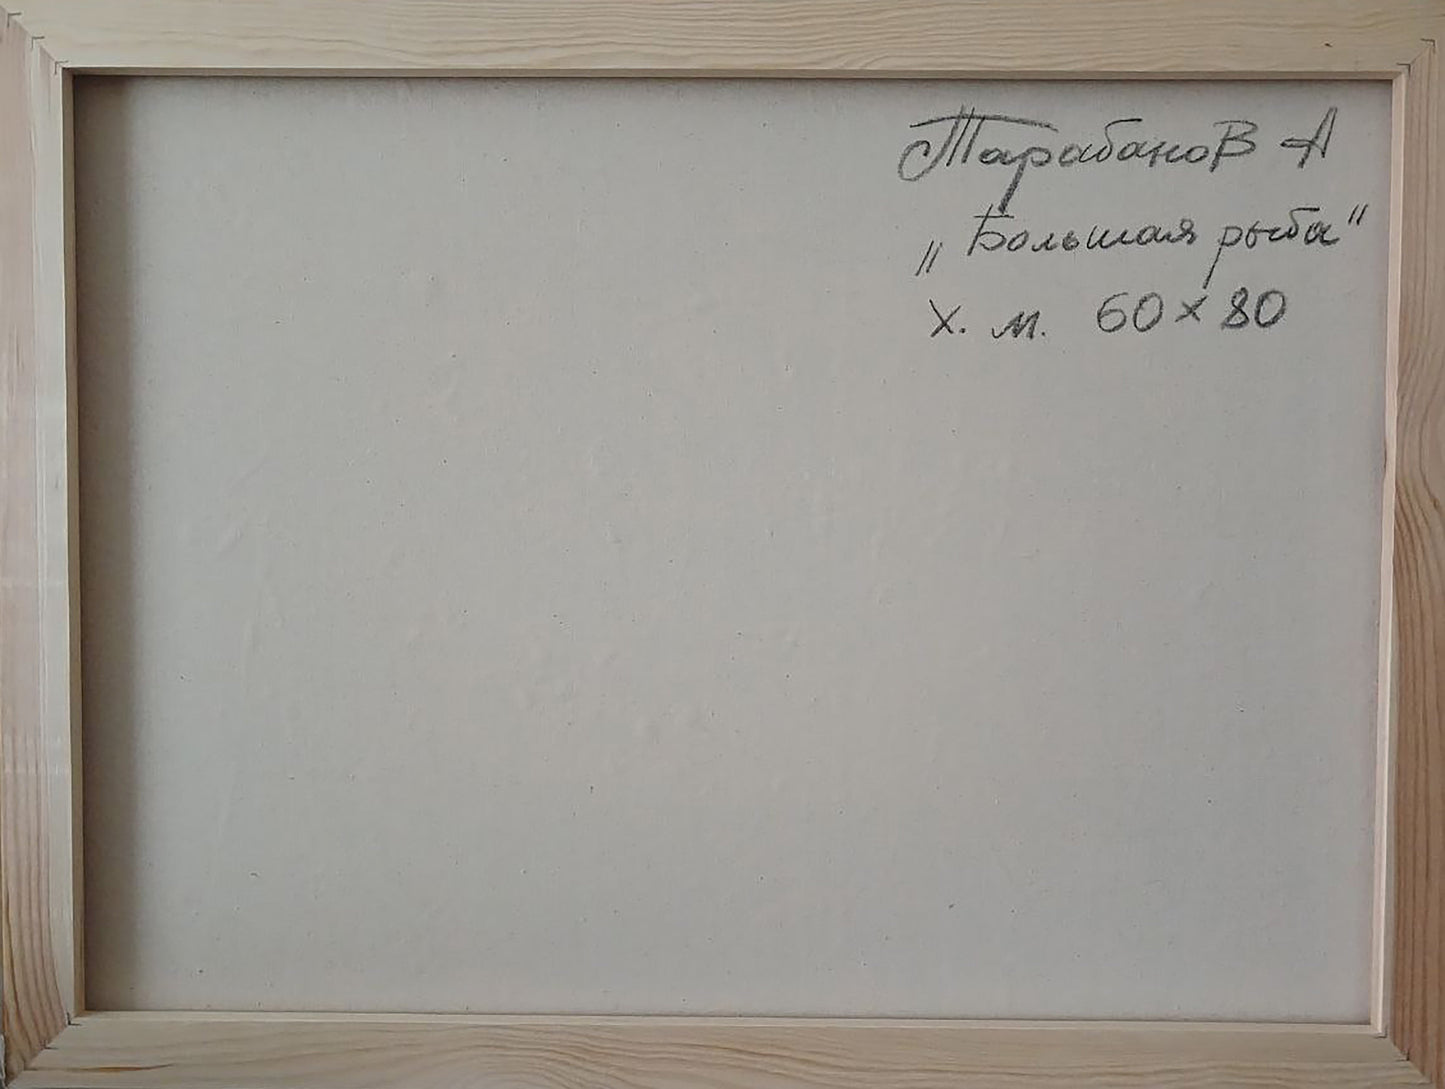 Тарабанов А
„Большая рыба“
х. м. 60×80